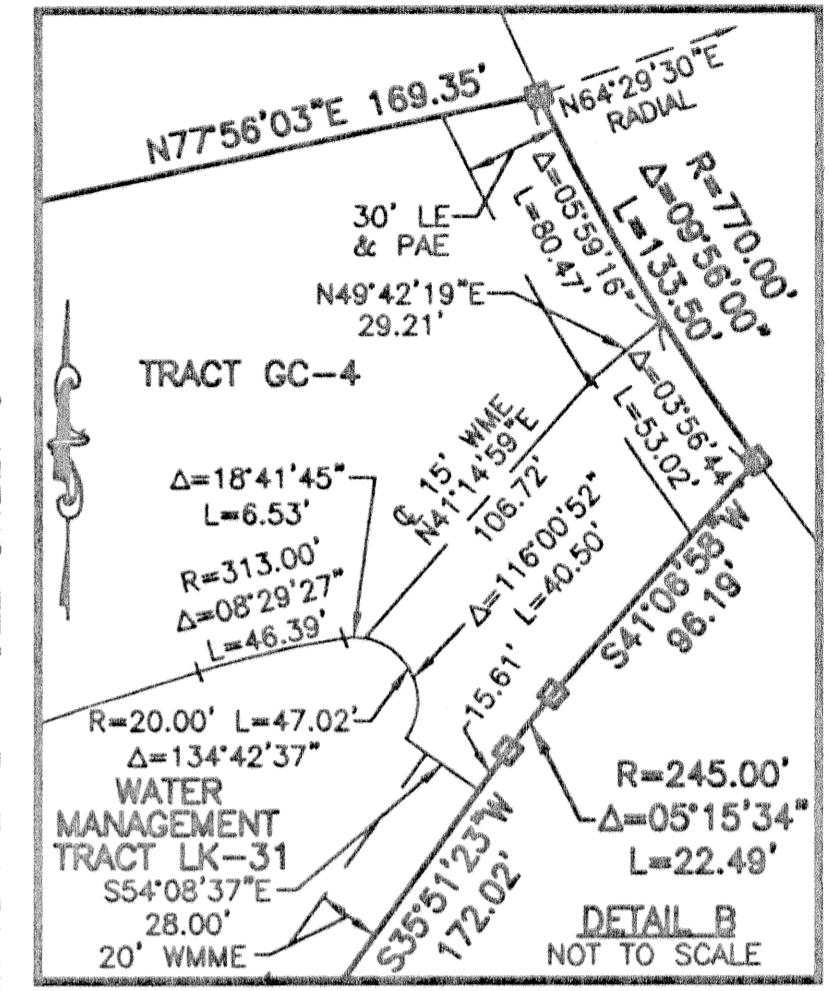 N77°56'03"E 169.35'
N64°29'30"E
RADIAL
R=770.00'
Δ=09°56'00"
L=133.50'
Δ=05°59'16"
L=80.47'
30' LE
& PAE
N49°42'19"E
29.21'
TRACT GC-4
Δ=03°56'44"
L=53.02'
℄ 15' WME
N41°14'59"E
106.72'
Δ=18°41'45"
L=6.53'
R=313.00'
Δ=08°29'27"
L=46.39'
Δ=116°00'52"
L=40.50'
S41°06'58"W
96.19'
15.61'
R=20.00' L=47.02'
Δ=134°42'37"
WATER
MANAGEMENT
TRACT LK-31
S54°08'37"E
28.00'
20' WMME
S35°51'23"W
172.02'
R=245.00'
Δ=05°15'34"
L=22.49'
DETAIL B
NOT TO SCALE